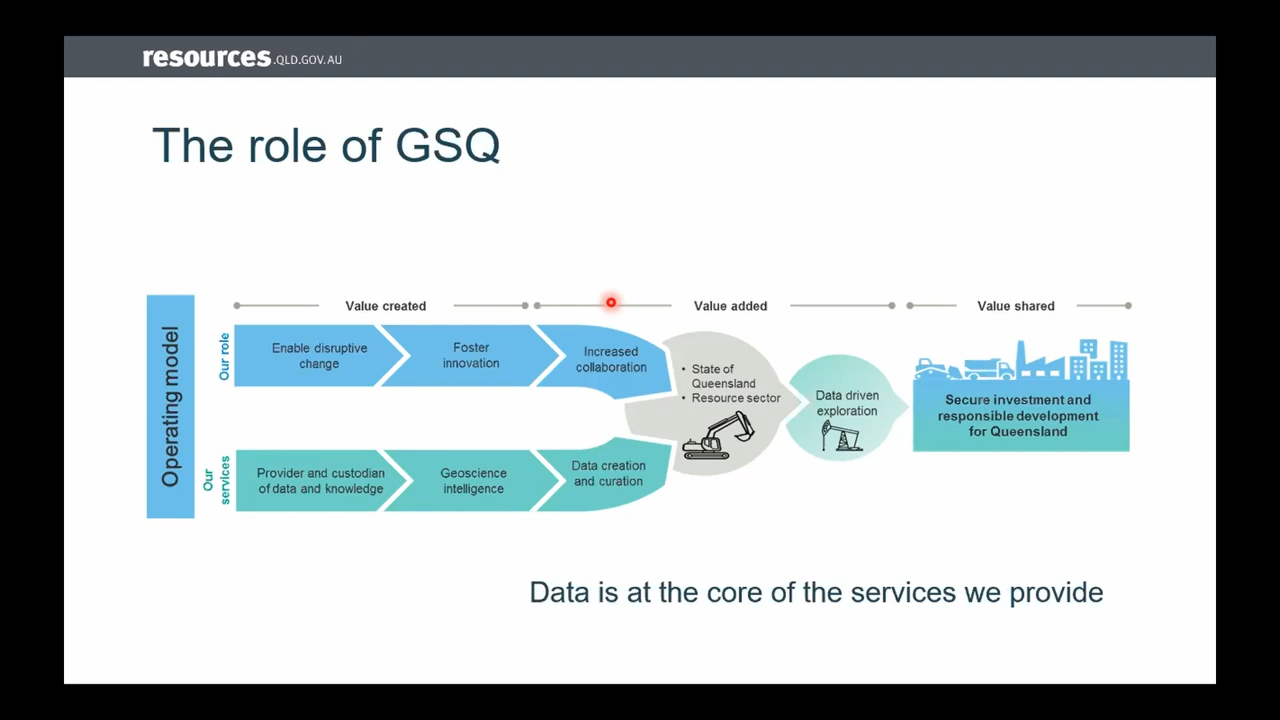 resources.QLD.GOV.AU
The role of GSQ
Value created
Value added
Value shared
Operating model
Our role
Enable disruptive
change
Foster
innovation
Increased
collaboration
Our
services
Provider and custodian
of data and knowledge
Geoscience
intelligence
Data creation
and curation
• State of
Queensland
• Resource sector
Data driven
exploration
Secure investment and
responsible development
for Queensland
Data is at the core of the services we provide